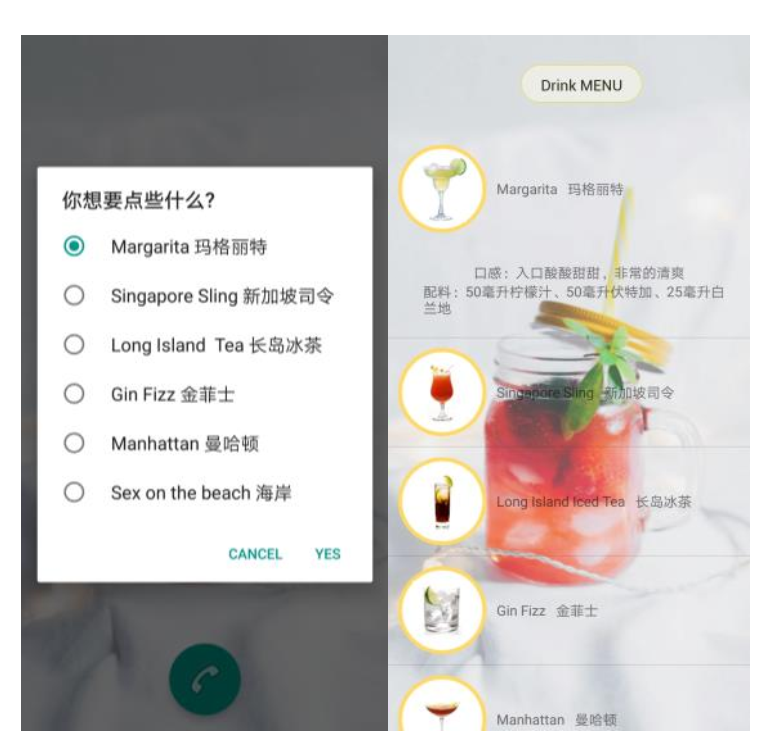 你想要点些什么?
Margarita 玛格丽特
Singapore Sling 新加坡司令
Long Island  Tea 长岛冰茶
Gin Fizz 金菲士
Manhattan 曼哈顿
Sex on the beach 海岸
CANCEL YES
Drink MENU
Margarita 玛格丽特
口感：入口酸酸甜甜，非常的清爽
配料：50毫升柠檬汁、50毫升伏特加、25毫升白
兰地
Singapore Sling 新加坡司令
Long Island Iced Tea 长岛冰茶
Gin Fizz 金菲士
Manhattan 曼哈顿